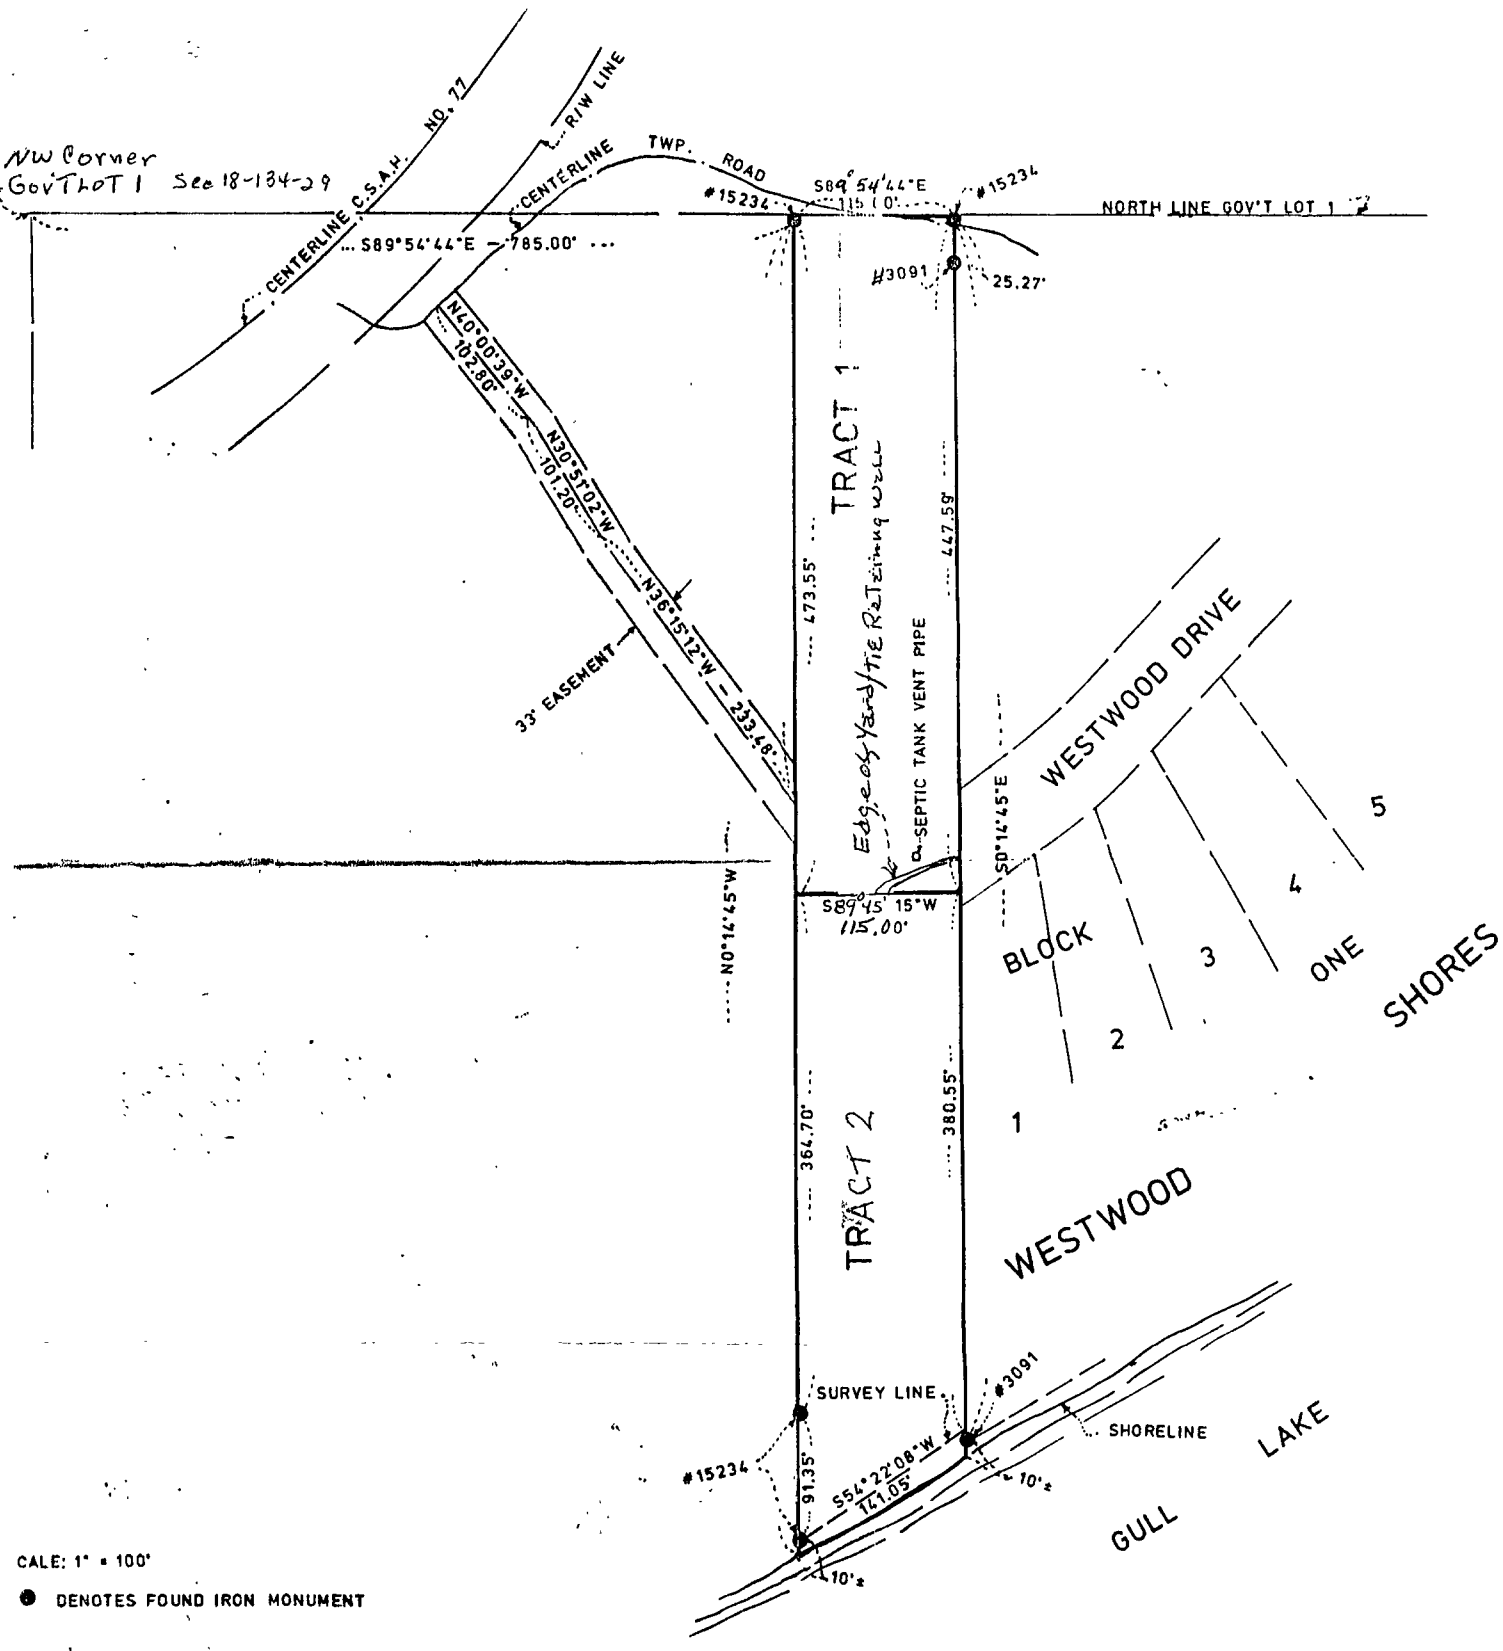 NO. 77
R/W LINE
NW Corner
Gov'T LOT 1 Sec 18-134-29
CENTERLINE C.S.A.H.
CENTERLINE
TWP. ROAD
#15234
S89°54'44"E
#15234
NORTH LINE GOV'T LOT 1
S89°54'44"E - 785.00'
#3091
25.27'
N40°00'39"W
102.80'
N30°51'02"W
101.20'
N36°15'12"W - 233.48'
33' EASEMENT
TRACT 1
473.55'
447.59'
Edge of Yard/Tie Retaining Wall
SEPTIC TANK VENT PIPE
WESTWOOD DRIVE
S0°14'45"E
N0°14'45"W
S89°45'15"W
115.00'
5
4
3
2
1
BLOCK
ONE
SHORES
WESTWOOD
364.70'
380.55'
TRACT 2
SURVEY LINE
#3091
SHORELINE
#15234
91.35'
S54°22'08"W
141.05'
10'±
10'±
GULL
LAKE
CALE: 1" = 100'
DENOTES FOUND IRON MONUMENT